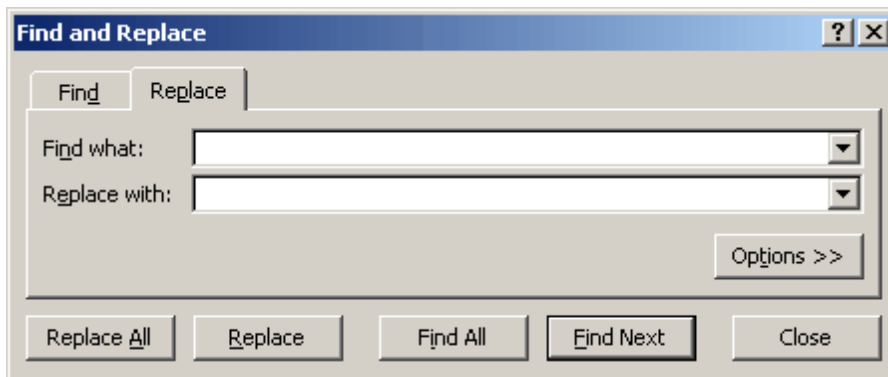 Find and Replace
Find Replace
Find what:
Replace with:
Options >>
Replace All Replace Find All Find Next Close